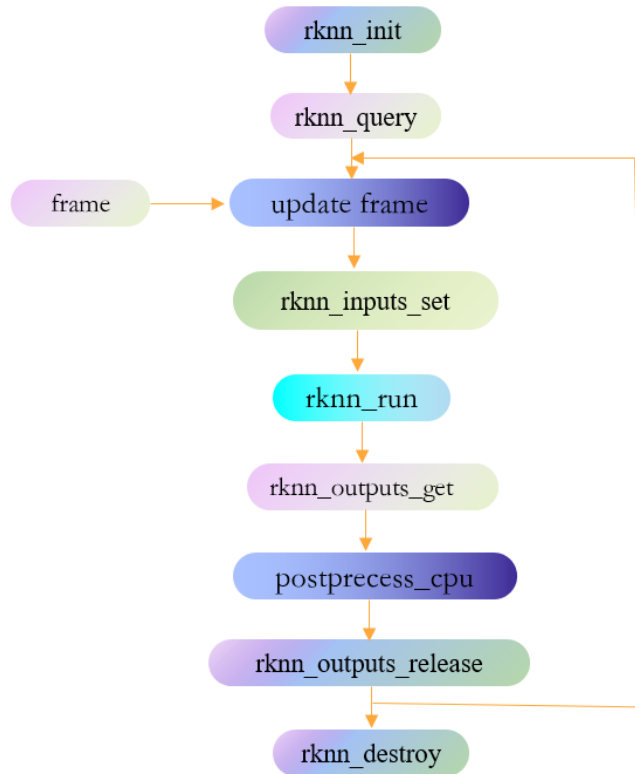 rknn_init
rknn_query
frame
update frame
rknn_inputs_set
rknn_run
rknn_outputs_get
postprecess_cpu
rknn_outputs_release
rknn_destroy